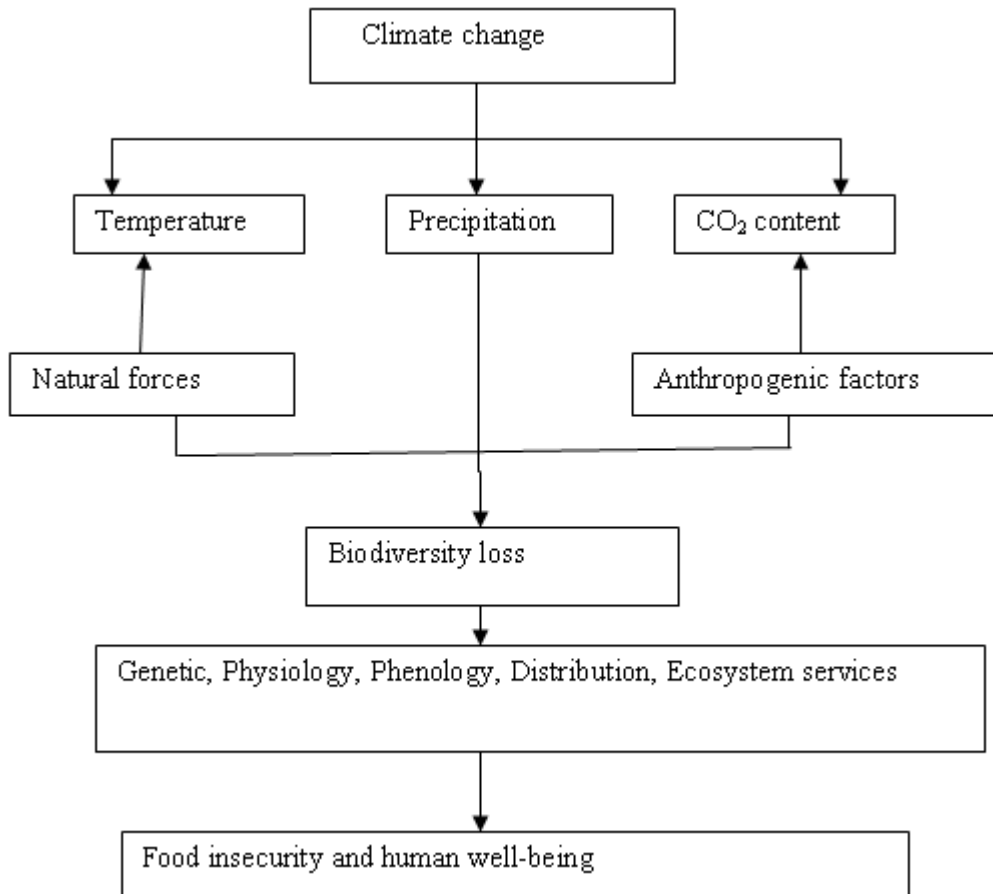 Climate change
Temperature
Precipitation
CO₂ content
Natural forces
Anthropogenic factors
Biodiversity loss
Genetic, Physiology, Phenology, Distribution, Ecosystem services
Food insecurity and human well-being